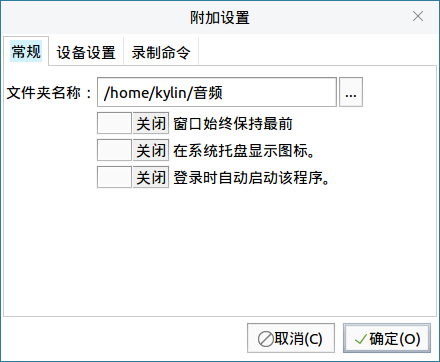 附加设置
常规 设备设置 录制命令
文件夹名称： /home/kylin/音频 ...
关闭 窗口始终保持最前
关闭 在系统托盘显示图标。
关闭 登录时自动启动该程序。
取消(C) 确定(O)